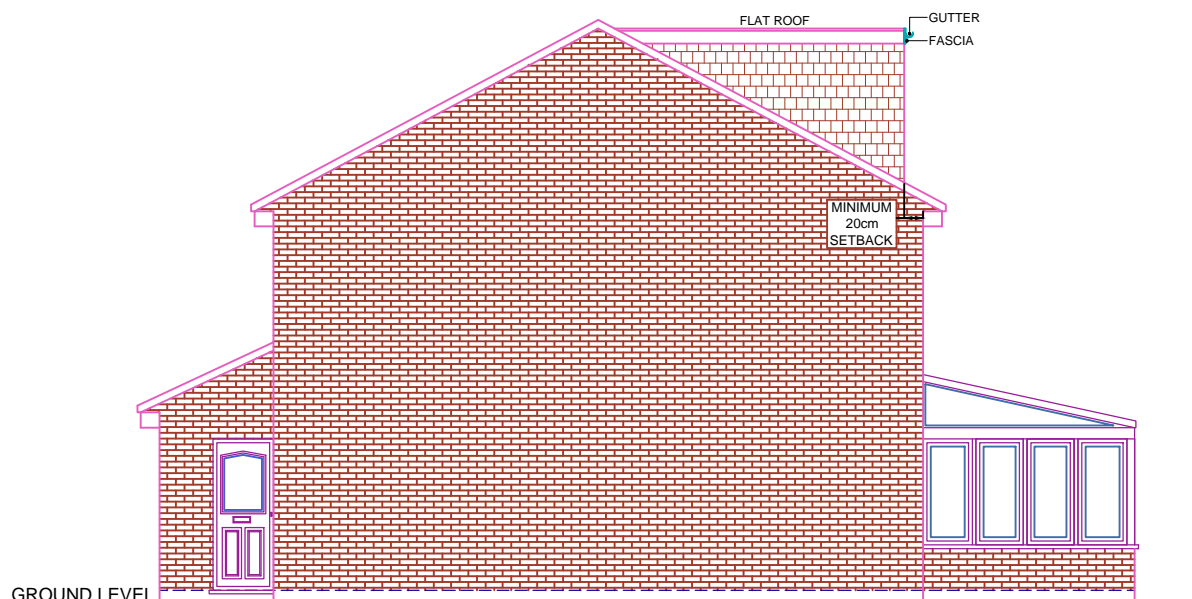 FLAT ROOF
GUTTER
FASCIA
MINIMUM
20cm
SETBACK
GROUND LEVEL